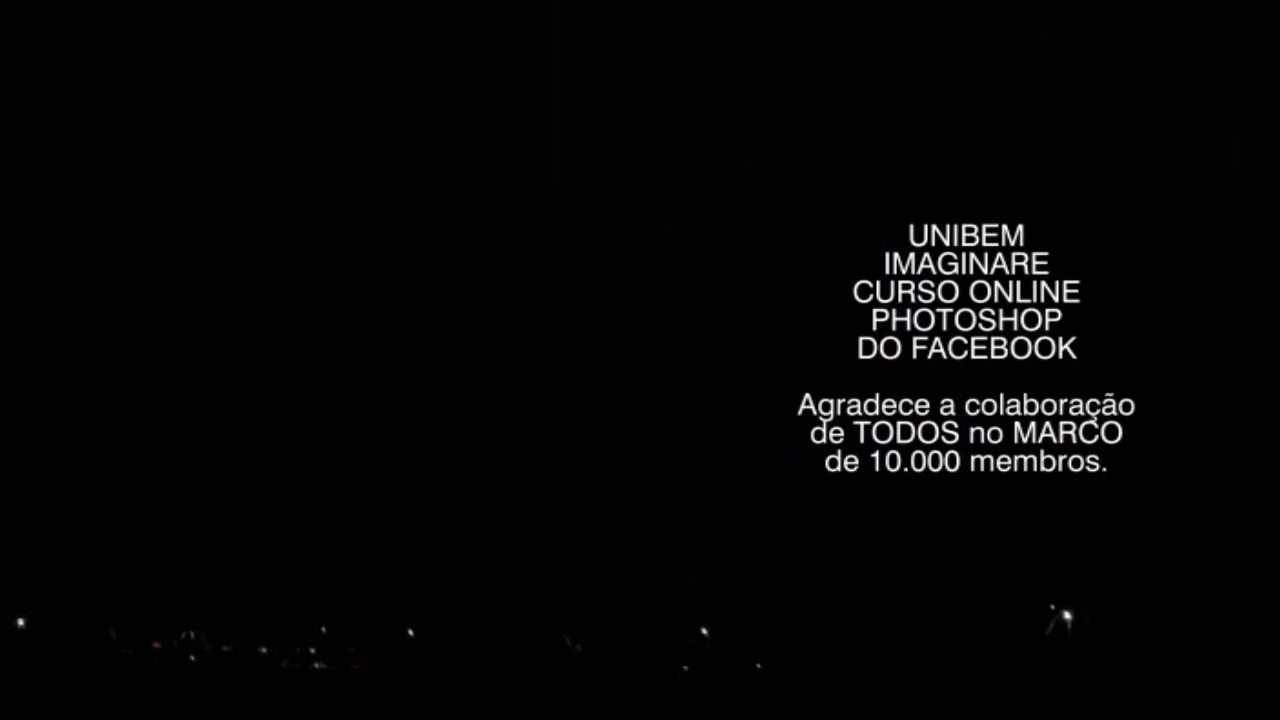 UNIBEM
IMAGINARE
CURSO ONLINE
PHOTOSHOP
DO FACEBOOK
Agradece a colaboração
de TODOS no MARCO
de 10.000 membros.